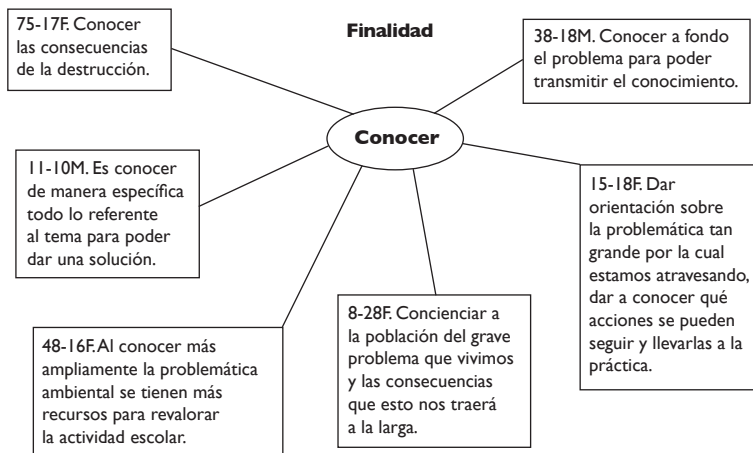 75-17F. Conocer
las consecuencias
de la destrucción.
Finalidad
38-18M. Conocer a fondo
el problema para poder
transmitir el conocimiento.
Conocer
11-10M. Es conocer
de manera específica
todo lo referente
al tema para poder
dar una solución.
15-18F. Dar
orientación sobre
la problemática tan
grande por la cual
estamos atravesando,
dar a conocer qué
acciones se pueden
seguir y llevarlas a la
práctica.
48-16F. Al conocer más
ampliamente la problemática
ambiental se tienen más
recursos para revalorar
la actividad escolar.
8-28F. Concienciar a
la población del grave
problema que vivimos
y las consecuencias
que esto nos traerá
a la larga.